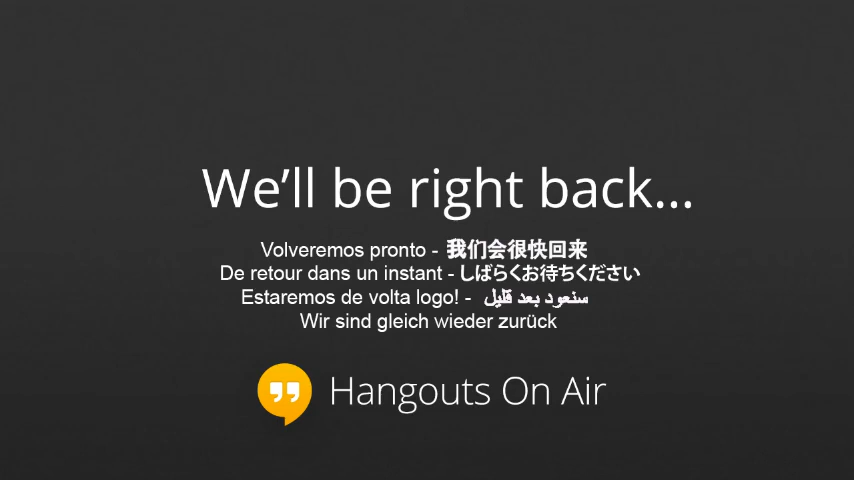 We'll be right back...
Volveremos pronto - 我们会很快回来
De retour dans un instant - しばらくお待ちください
Estaremos de volta logo! - سنعود بعد قليل
Wir sind gleich wieder zurück
Hangouts On Air